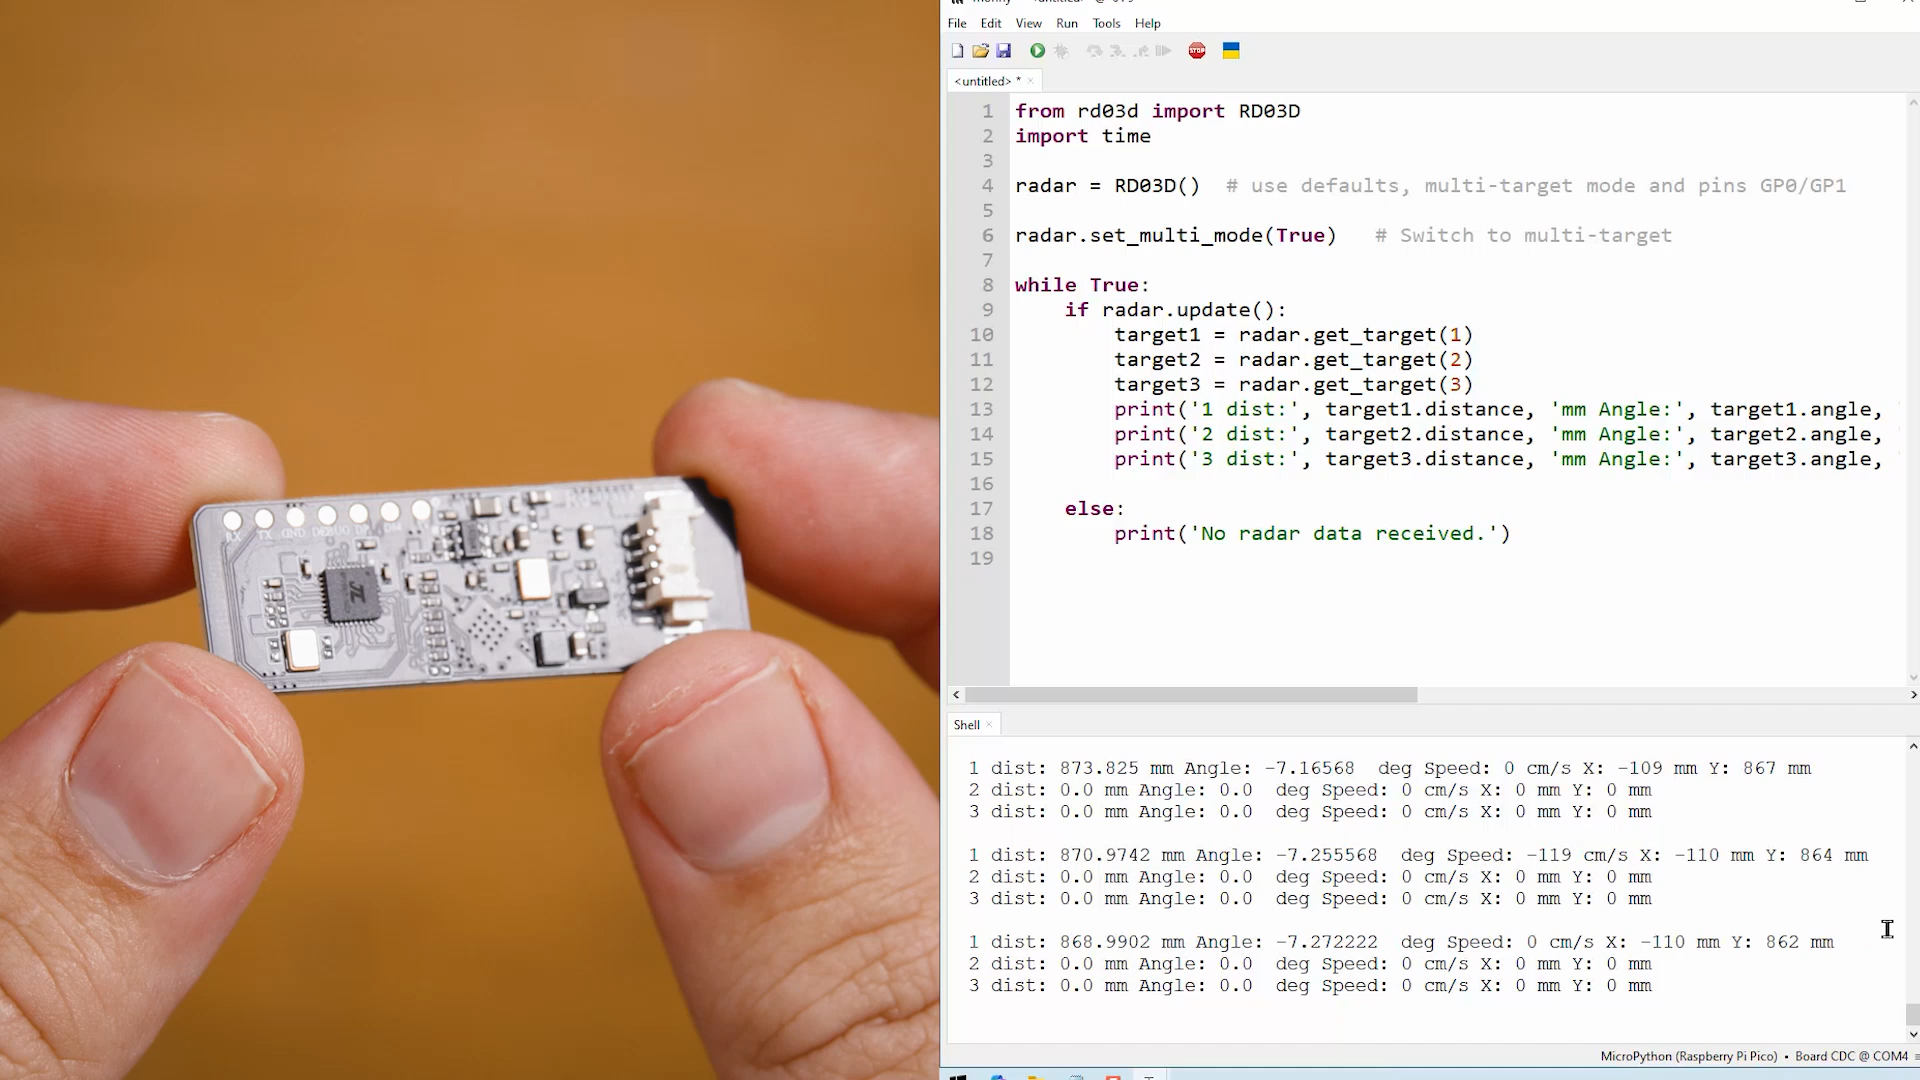 File Edit View Run Tools Help
STOP
<untitled> *
1 from rd03d import RD03D
2 import time
3
4 radar = RD03D() # use defaults, multi-target mode and pins GP0/GP1
5
6 radar.set_multi_mode(True) # Switch to multi-target
7
8 while True:
9 if radar.update():
10 target1 = radar.get_target(1)
11 target2 = radar.get_target(2)
12 target3 = radar.get_target(3)
13 print('1 dist:', target1.distance, 'mm Angle:', target1.angle,
14 print('2 dist:', target2.distance, 'mm Angle:', target2.angle,
15 print('3 dist:', target3.distance, 'mm Angle:', target3.angle,
16
17 else:
18 print('No radar data received.')
19
Shell
1 dist: 873.825 mm Angle: -7.16568 deg Speed: 0 cm/s X: -109 mm Y: 867 mm
2 dist: 0.0 mm Angle: 0.0 deg Speed: 0 cm/s X: 0 mm Y: 0 mm
3 dist: 0.0 mm Angle: 0.0 deg Speed: 0 cm/s X: 0 mm Y: 0 mm
1 dist: 870.9742 mm Angle: -7.255568 deg Speed: -119 cm/s X: -110 mm Y: 864 mm
2 dist: 0.0 mm Angle: 0.0 deg Speed: 0 cm/s X: 0 mm Y: 0 mm
3 dist: 0.0 mm Angle: 0.0 deg Speed: 0 cm/s X: 0 mm Y: 0 mm
1 dist: 868.9902 mm Angle: -7.272222 deg Speed: 0 cm/s X: -110 mm Y: 862 mm
2 dist: 0.0 mm Angle: 0.0 deg Speed: 0 cm/s X: 0 mm Y: 0 mm
3 dist: 0.0 mm Angle: 0.0 deg Speed: 0 cm/s X: 0 mm Y: 0 mm
MicroPython (Raspberry Pi Pico) • Board CDC @ COM4
RX TX GND DEBUG